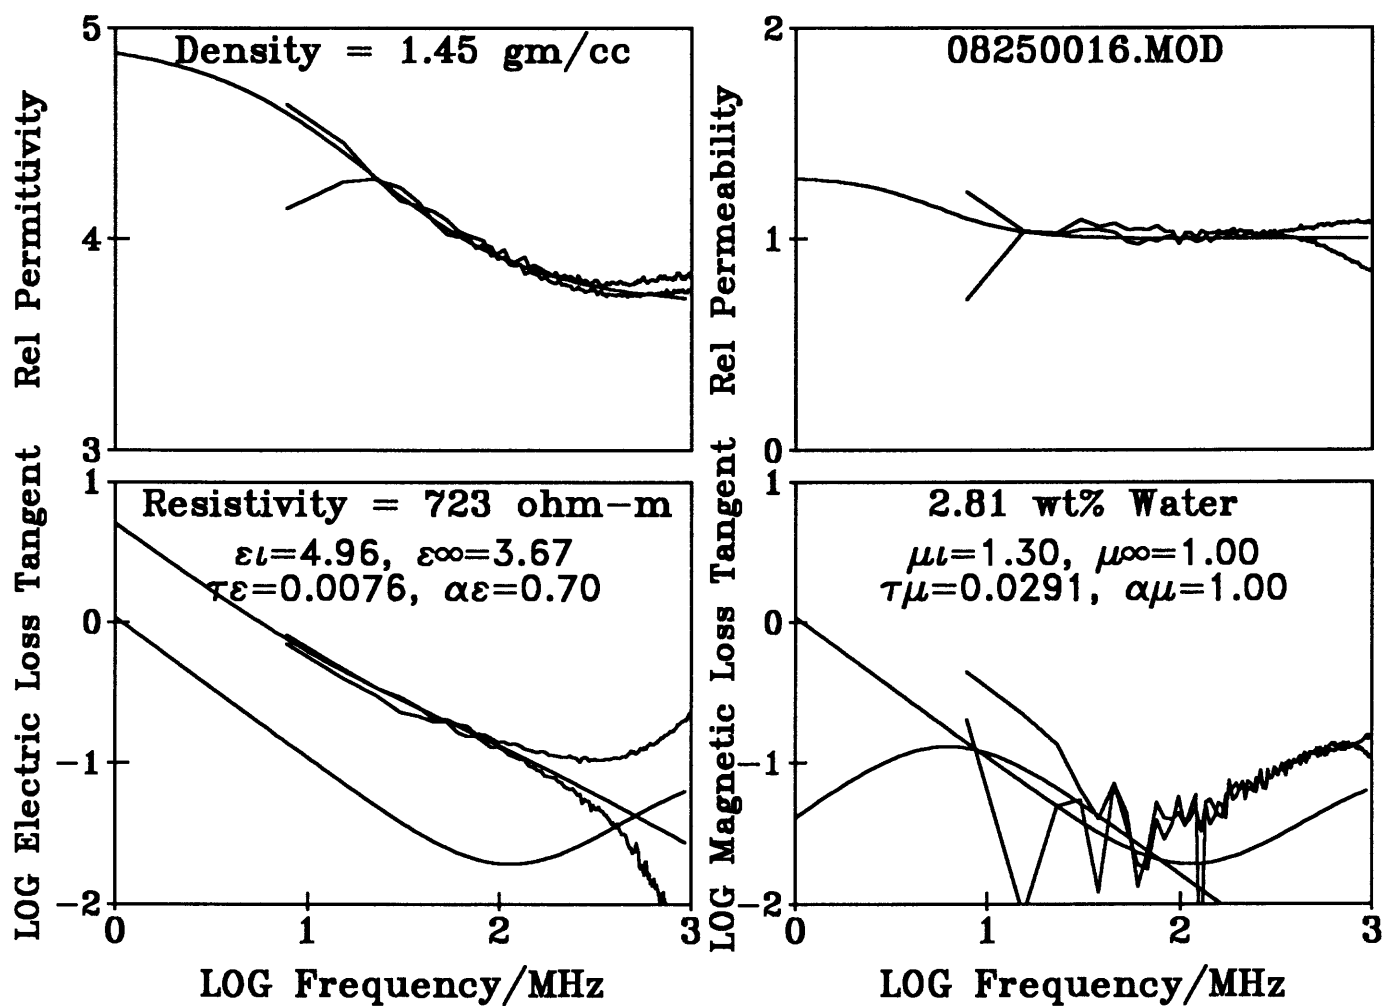 Density = 1.45 gm/cc
5
4
3
Rel Permittivity
08250016.MOD
2
1
0
Rel Permeability
Resistivity = 723 ohm-m
ει=4.96, ε∞=3.67
τε=0.0076, αε=0.70
1
0
-1
-2
LOG Electric Loss Tangent
0 1 2 3
LOG Frequency/MHz
2.81 wt% Water
μι=1.30, μ∞=1.00
τμ=0.0291, αμ=1.00
1
0
-1
-2
LOG Magnetic Loss Tangent
0 1 2 3
LOG Frequency/MHz